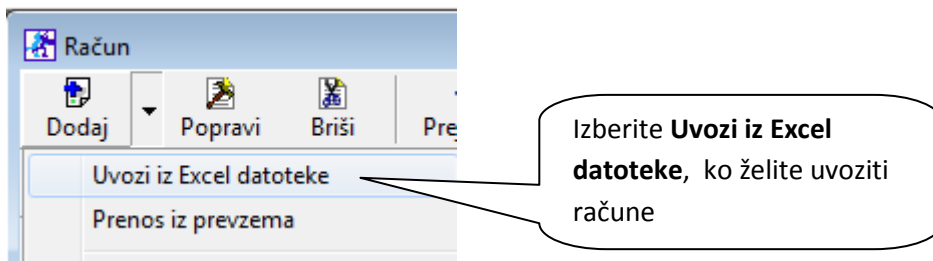 Račun
Dodaj Popravi Briši Pre
Uvozi iz Excel datoteke
Prenos iz prevzema
Izberite Uvozi iz Excel
datoteke, ko želite uvoziti
račune